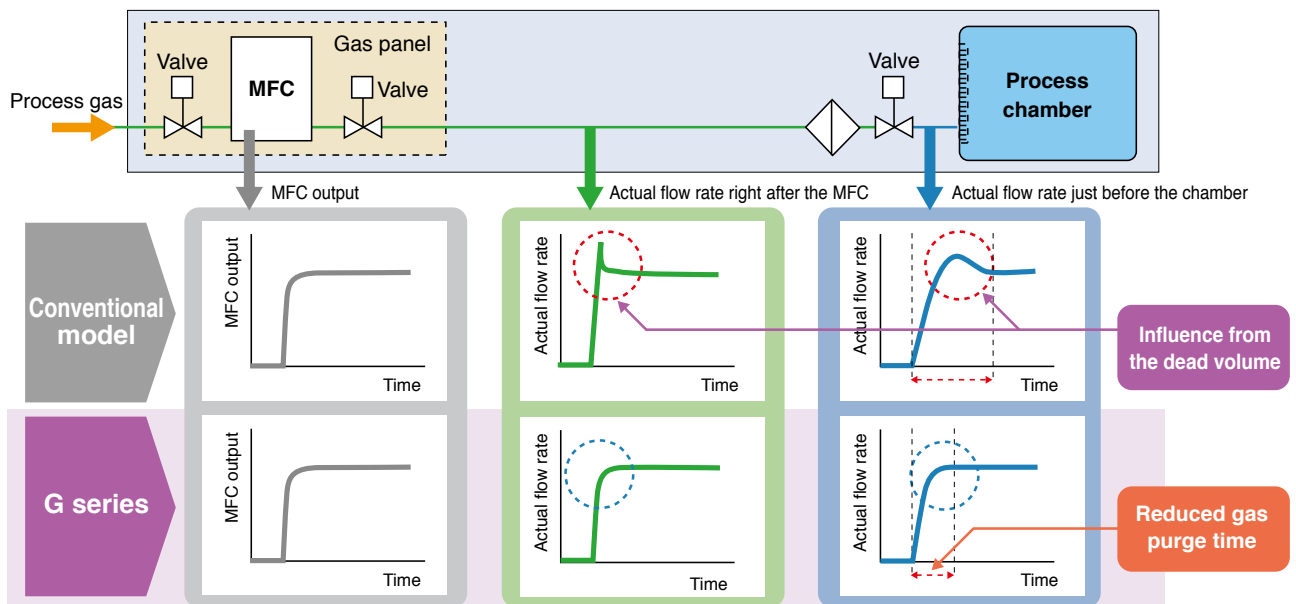 Gas panel
Valve
MFC
Valve
Valve
Process
chamber
Process gas
MFC output
Actual flow rate right after the MFC
Actual flow rate just before the chamber
Conventional
model
MFC output
Time
Actual flow rate
Time
Actual flow rate
Time
Influence from
the dead volume
G series
MFC output
Time
Actual flow rate
Time
Actual flow rate
Time
Reduced gas
purge time